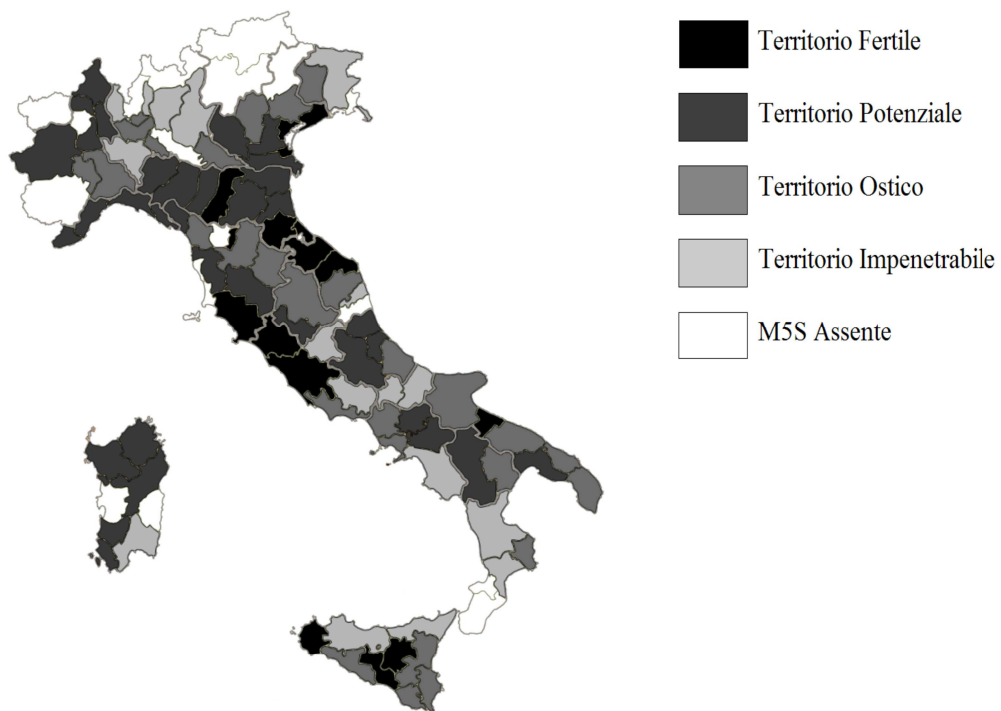 Territorio Fertile
Territorio Potenziale
Territorio Ostico
Territorio Impenetrabile
M5S Assente